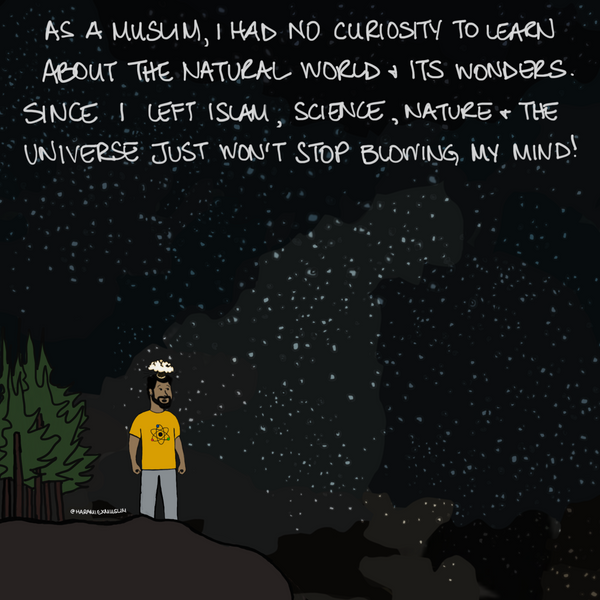 AS A MUSLIM, I HAD NO CURIOSITY TO LEARN
ABOUT THE NATURAL WORLD & ITS WONDERS.
SINCE I LEFT ISLAM, SCIENCE, NATURE & THE
UNIVERSE JUST WON'T STOP BLOWING MY MIND!